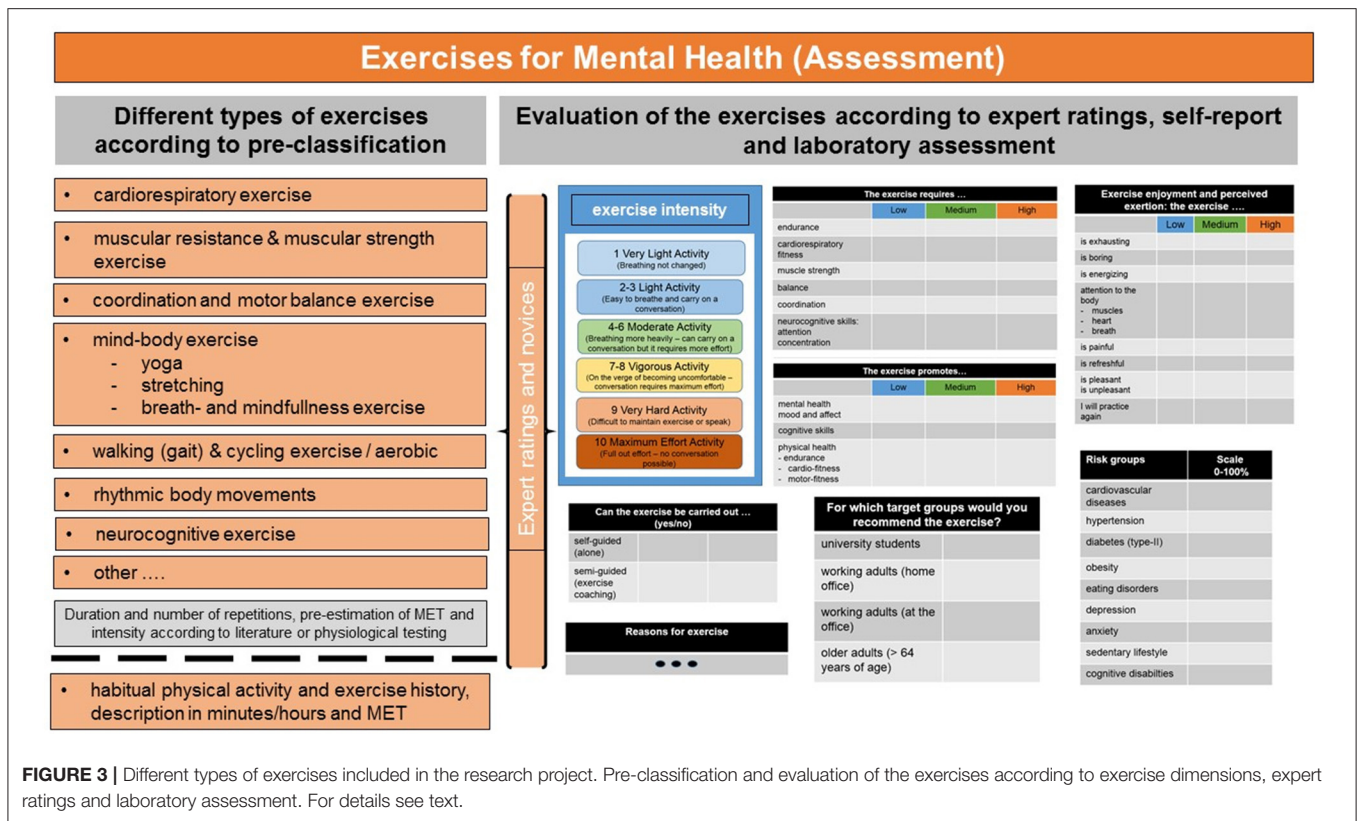 Exercises for Mental Health (Assessment)
Different types of exercises
according to pre-classification
• cardiorespiratory exercise
• muscular resistance & muscular strength
exercise
• coordination and motor balance exercise
• mind-body exercise
- yoga
- stretching
- breath- and mindfullness exercise
• walking (gait) & cycling exercise / aerobic
• rhythmic body movements
• neurocognitive exercise
• other ....
Duration and number of repetitions, pre-estimation of MET and
intensity according to literature or physiological testing
• habitual physical activity and exercise history,
description in minutes/hours and MET
Evaluation of the exercises according to expert ratings, self-report
and laboratory assessment
Expert ratings and novices
exercise intensity
1 Very Light Activity
(Breathing not changed)
2-3 Light Activity
(Easy to breathe and carry on a
conversation)
4-6 Moderate Activity
(Breathing more heavily – can carry on a
conversation but it requires more effort)
7-8 Vigorous Activity
(On the verge of becoming uncomfortable –
conversation requires maximum effort)
9 Very Hard Activity
(Difficult to maintain exercise or speak)
10 Maximum Effort Activity
(Full out effort – no conversation
possible)
The exercise requires …
Low Medium High
endurance
cardiorespiratory
fitness
muscle strength
balance
coordination
neurocognitive skills:
attention
concentration
The exercise promotes…
Low Medium High
mental health
mood and affect
cognitive skills
physical health
- endurance
- cardio-fitness
- motor-fitness
Exercise enjoyment and perceived
exertion: the exercise ….
Low Medium High
is exhausting
is boring
is energizing
attention to the
body
- muscles
- heart
- breath
is painful
is refreshful
is pleasant
is unpleasant
I will practice
again
Can the exercise be carried out …
(yes/no)
self-guided
(alone)
semi-guided
(exercise
coaching)
Reasons for exercise
For which target groups would you
recommend the exercise?
university students
working adults (home
office)
working adults (at the
office)
older adults (> 64
years of age)
Risk groups Scale
0-100%
cardiovascular
diseases
hypertension
diabetes (type-II)
obesity
eating disorders
depression
anxiety
sedentary lifestyle
cognitive disabilties
FIGURE 3 | Different types of exercises included in the research project. Pre-classification and evaluation of the exercises according to exercise dimensions, expert
ratings and laboratory assessment. For details see text.